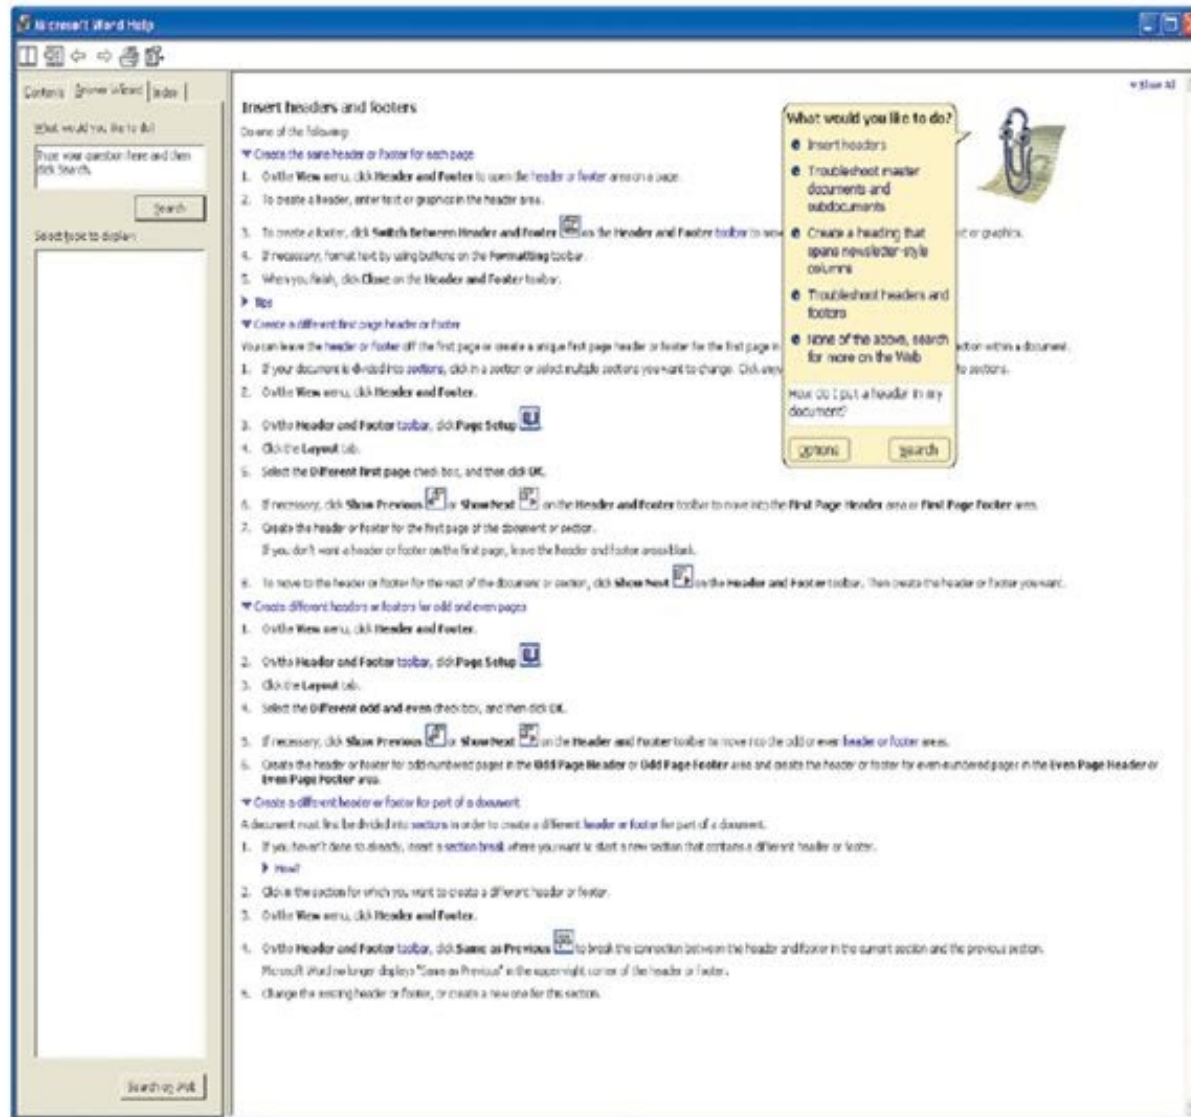 Microsoft Word Help
Contents Answer Wizard Index
What would you like to do?
Type your question here and then
click Search.
Search
Select topic to display:
Search on Web
Show All
Insert headers and footers
Do one of the following:
Create the same header or footer for each page
1. On the View menu, click Header and Footer to open the header or footer area on a page.
2. To create a header, enter text or graphics in the header area.
3. To create a footer, click Switch Between Header and Footer on the Header and Footer toolbar to mov
t or graphics.
4. If necessary, format text by using buttons on the Formatting toolbar.
5. When you finish, click Close on the Header and Footer toolbar.
Tips
Create a different first page header or footer
You can leave the header or footer off the first page or create a unique first page header or footer for the first page in
ction within a document.
1. If your document is divided into sections, click in a section or select multiple sections you want to change. Click anyw
to sections.
2. On the View menu, click Header and Footer.
3. On the Header and Footer toolbar, click Page Setup .
4. Click the Layout tab.
5. Select the Different first page check box, and then click OK.
6. If necessary, click Show Previous or Show Next on the Header and Footer toolbar to move into the First Page Header area or First Page Footer area.
7. Create the header or footer for the first page of the document or section.
If you don't want a header or footer on the first page, leave the header and footer areas blank.
8. To move to the header or footer for the rest of the document or section, click Show Next on the Header and Footer toolbar. Then create the header or footer you want.
Create different headers or footers for odd and even pages
1. On the View menu, click Header and Footer.
2. On the Header and Footer toolbar, click Page Setup .
3. Click the Layout tab.
4. Select the Different odd and even check box, and then click OK.
5. If necessary, click Show Previous or Show Next on the Header and Footer toolbar to move into the odd or even header or footer areas.
6. Create the header or footer for odd-numbered pages in the Odd Page Header or Odd Page Footer area and create the header or footer for even-numbered pages in the Even Page Header or
Even Page Footer area.
Create a different header or footer for part of a document
A document must first be divided into sections in order to create a different header or footer for part of a document.
1. If you haven't done so already, insert a section break where you want to start a new section that contains a different header or footer.
How?
2. Click in the section for which you want to create a different header or footer.
3. On the View menu, click Header and Footer.
4. On the Header and Footer toolbar, click Same as Previous to break the connection between the header and footer in the current section and the previous section.
Microsoft Word no longer displays "Same as Previous" in the upper-right corner of the header or footer.
5. Change the existing header or footer, or create a new one for this section.
What would you like to do?
Insert headers
Troubleshoot master
documents and
subdocuments
Create a heading that
spans newsletter-style
columns
Troubleshoot headers and
footers
None of the above, search
for more on the Web
How do I put a header in my
document?
Options Search